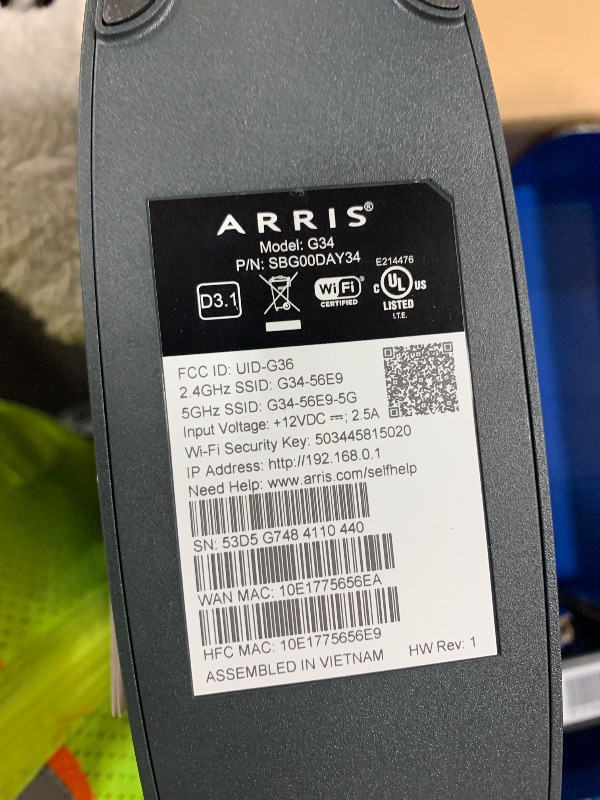 ARRIS®
Model: G34
P/N: SBG00DAY34
D3.1
WiFi®
CERTIFIED
E214476
C UL US
LISTED
I.T.E.
FCC ID: UID-G36
2.4GHz SSID: G34-56E9
5GHz SSID: G34-56E9-5G
Input Voltage: +12VDC ⎓; 2.5A
Wi-Fi Security Key: 503445815020
IP Address: http://192.168.0.1
Need Help: www.arris.com/selfhelp
SN: 53D5 G748 4110 440
WAN MAC: 10E1775656EA
HFC MAC: 10E1775656E9
ASSEMBLED IN VIETNAM HW Rev: 1